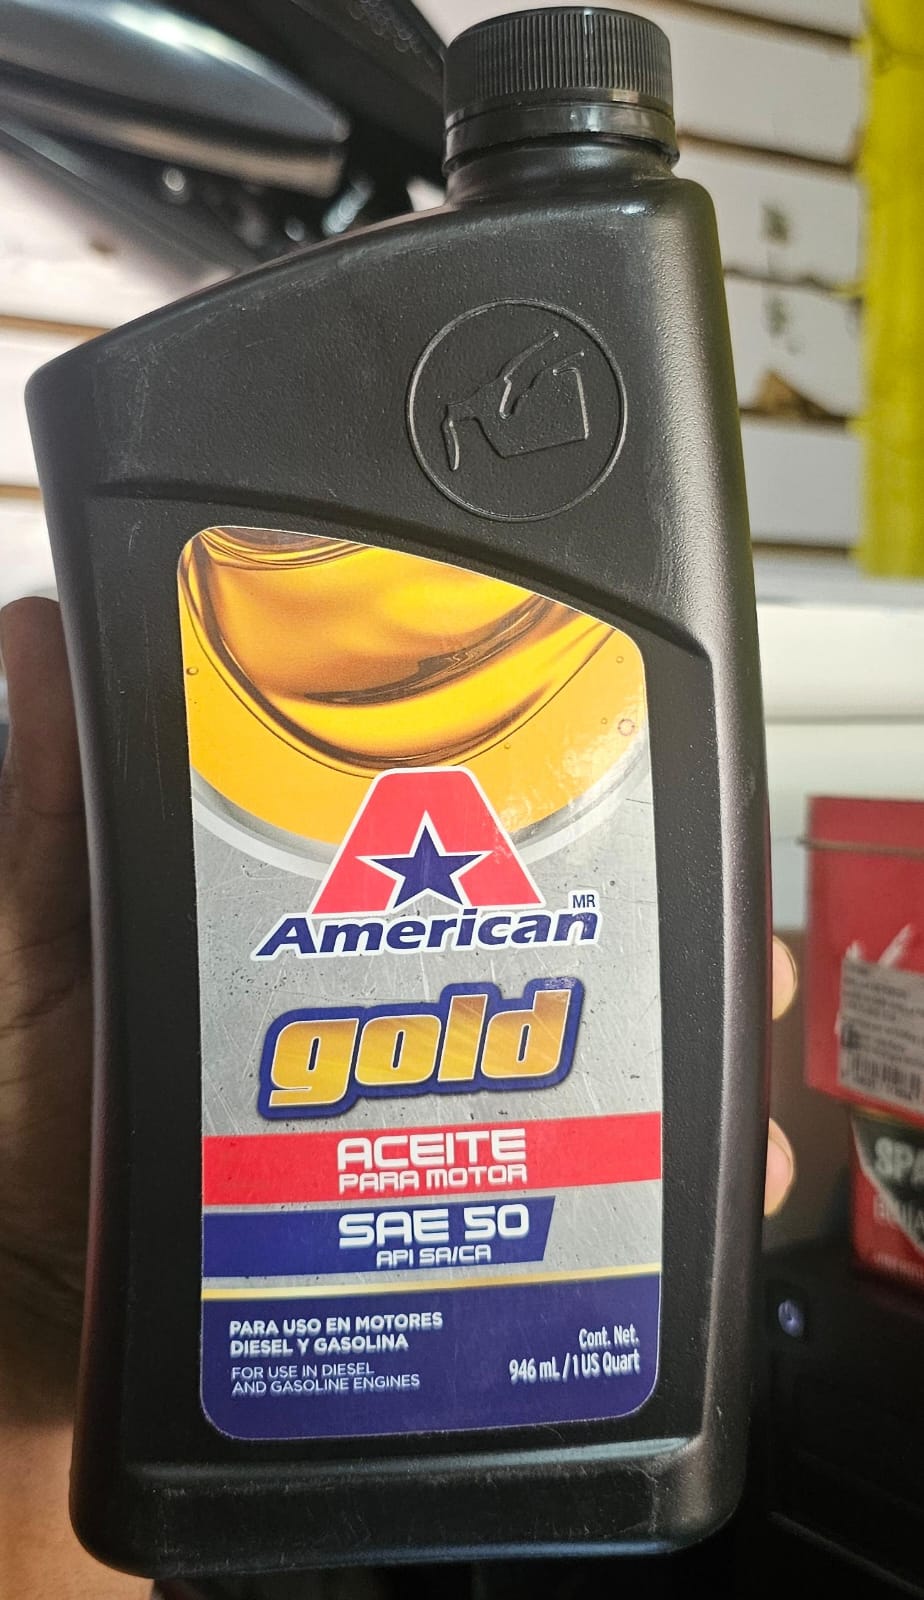 American MR
gold
ACEITE
PARA MOTOR
SAE 50
API SA/CA
PARA USO EN MOTORES
DIESEL Y GASOLINA
FOR USE IN DIESEL
AND GASOLINE ENGINES
Cont. Net.
946 mL / 1 US Quart